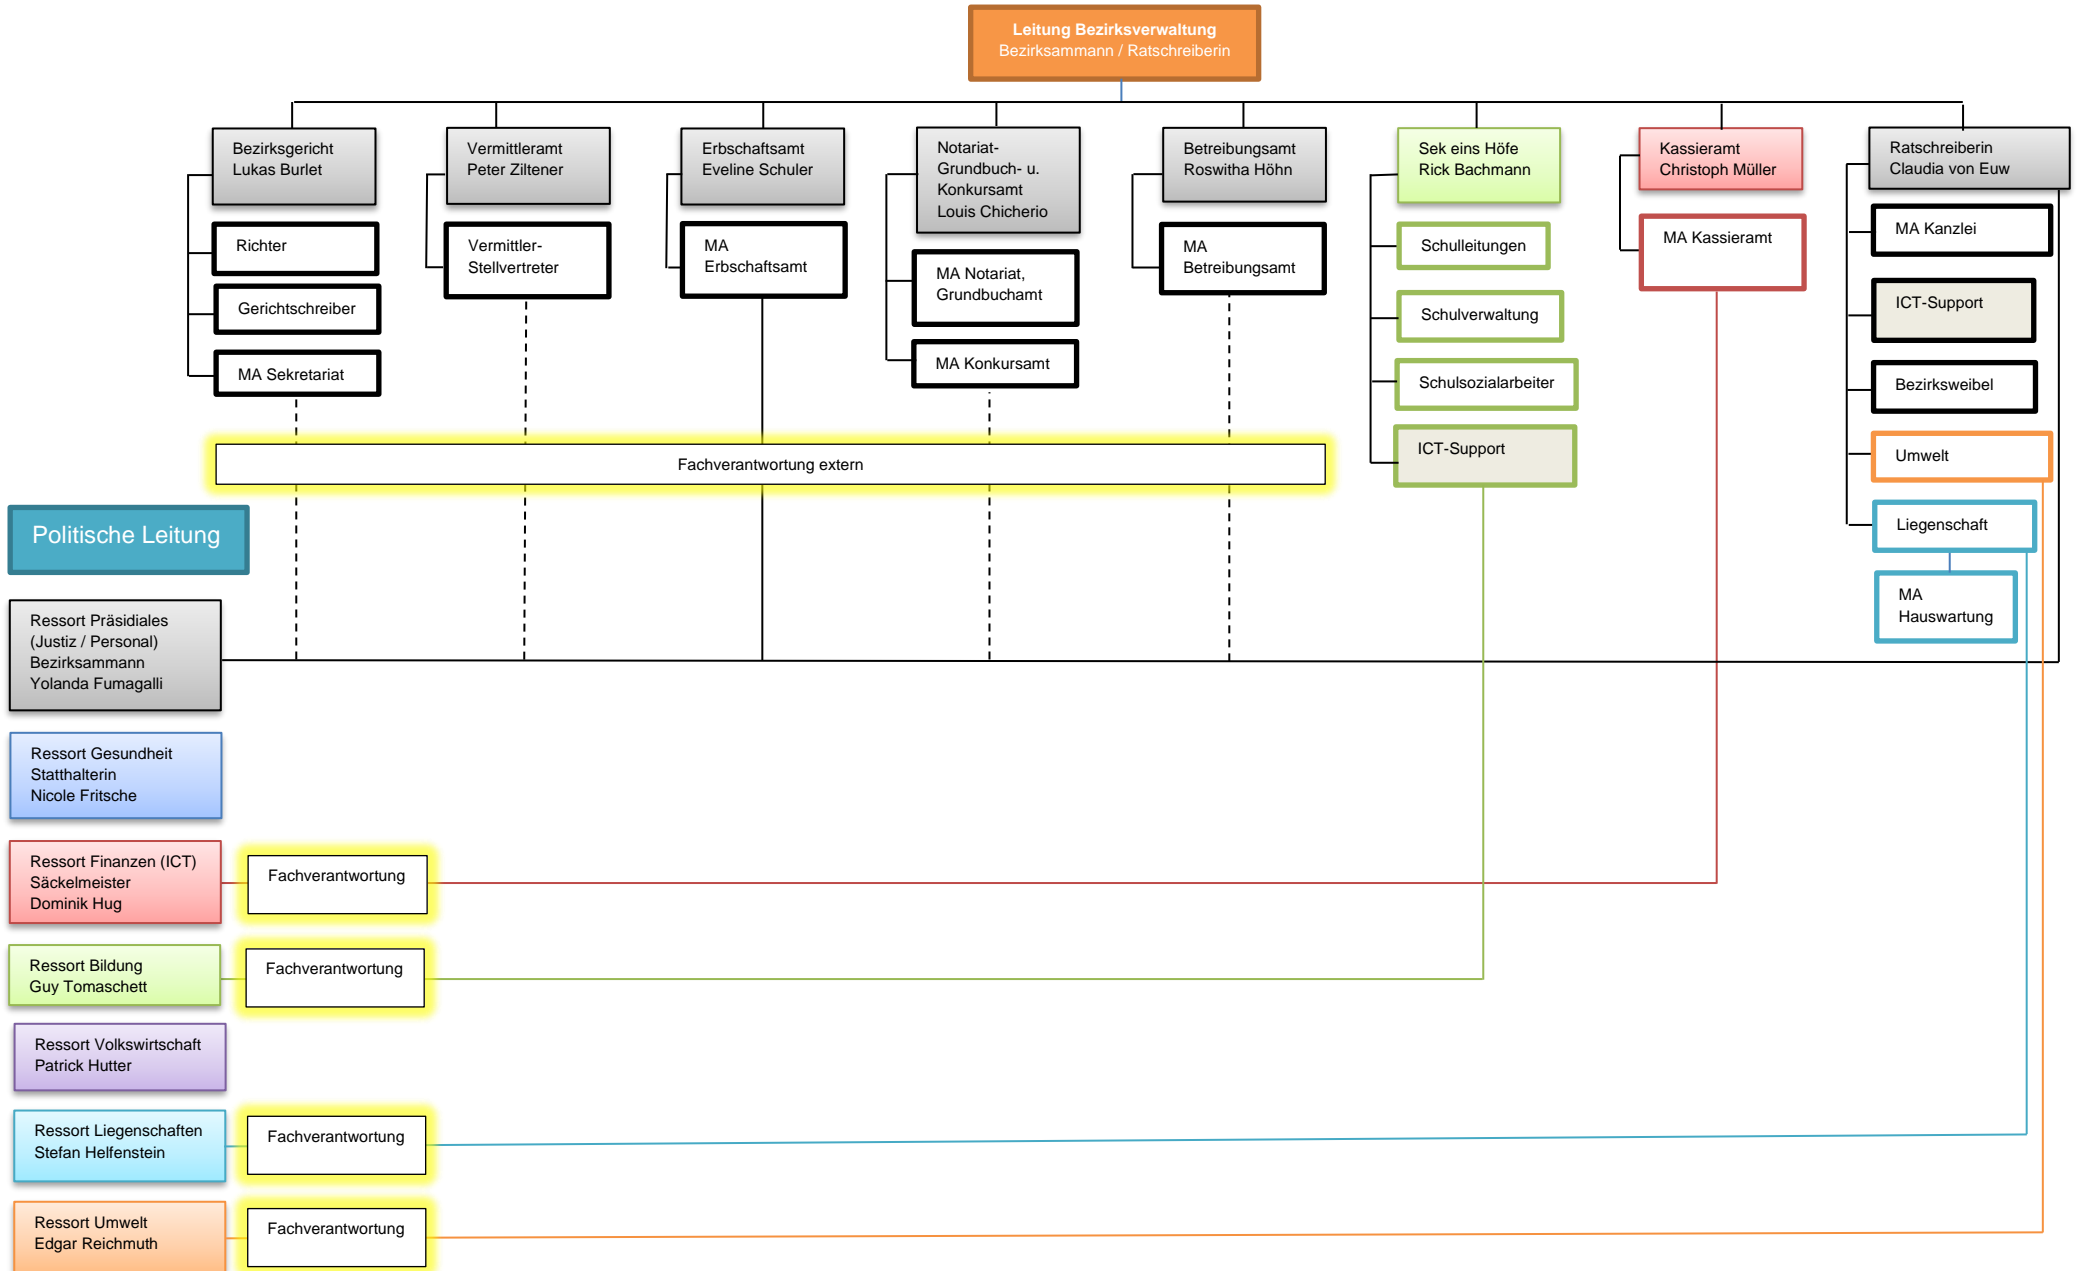 Leitung Bezirksverwaltung
Bezirksammann / Ratschreiberin
Bezirksgericht
Lukas Burlet
Richter
Gerichtschreiber
MA Sekretariat
Vermittleramt
Peter Ziltener
Vermittler-
Stellvertreter
Erbschaftsamt
Eveline Schuler
MA
Erbschaftsamt
Notariat-
Grundbuch- u.
Konkursamt
Louis Chicherio
MA Notariat,
Grundbuchamt
MA Konkursamt
Betreibungsamt
Roswitha Höhn
MA
Betreibungsamt
Sek eins Höfe
Rick Bachmann
Schulleitungen
Schulverwaltung
Schulsozialarbeiter
ICT-Support
Kassieramt
Christoph Müller
MA Kassieramt
Ratschreiberin
Claudia von Euw
MA Kanzlei
ICT-Support
Bezirksweibel
Umwelt
Liegenschaft
MA
Hauswartung
Fachverantwortung extern
Politische Leitung
Ressort Präsidiales
(Justiz / Personal)
Bezirksammann
Yolanda Fumagalli
Ressort Gesundheit
Statthalterin
Nicole Fritsche
Ressort Finanzen (ICT)
Säckelmeister
Dominik Hug
Fachverantwortung
Ressort Bildung
Guy Tomaschett
Fachverantwortung
Ressort Volkswirtschaft
Patrick Hutter
Ressort Liegenschaften
Stefan Helfenstein
Fachverantwortung
Ressort Umwelt
Edgar Reichmuth
Fachverantwortung